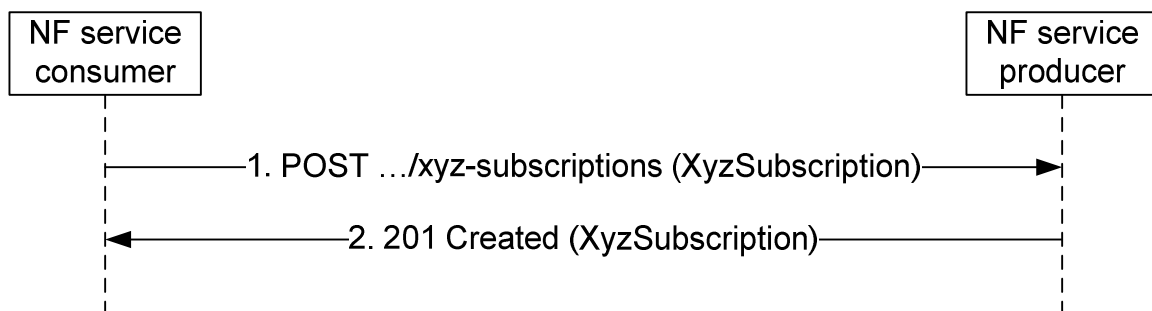 NF service
consumer
NF service
producer
1. POST …/xyz-subscriptions (XyzSubscription)
2. 201 Created (XyzSubscription)